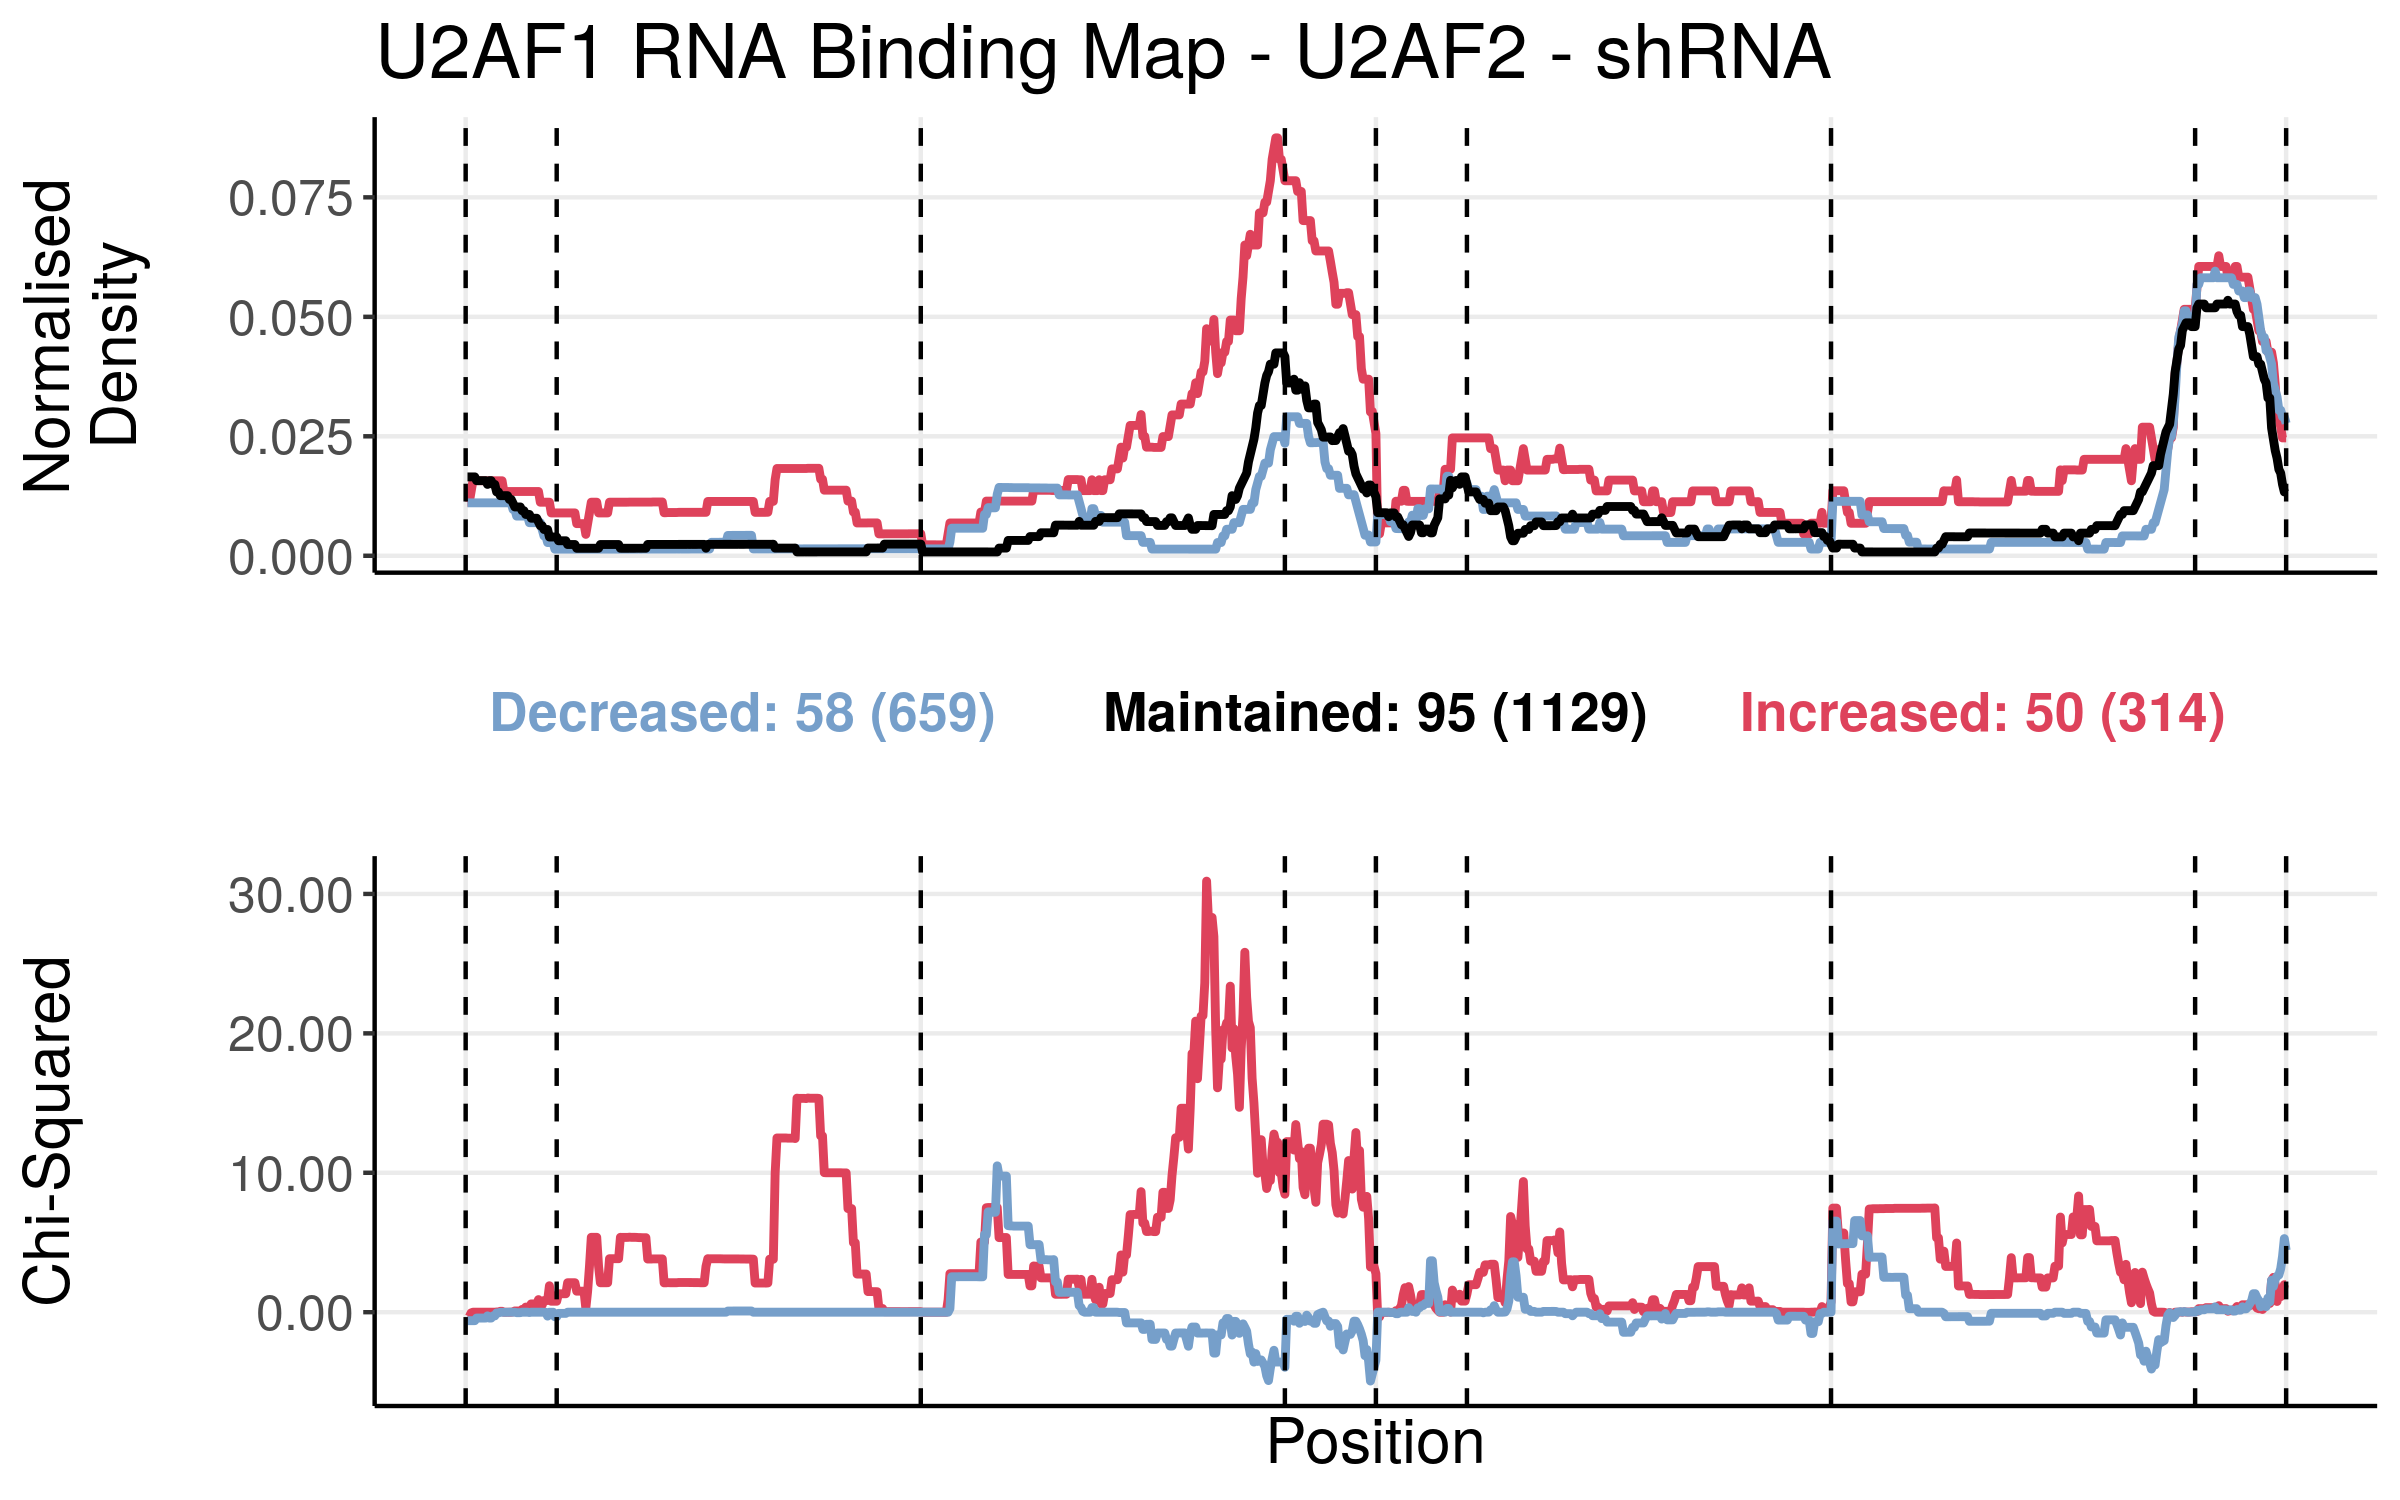 U2AF1 RNA Binding Map - U2AF2 - shRNA
Normalised
Density
0.075
0.050
0.025
0.000
Decreased: 58 (659)
Maintained: 95 (1129)
Increased: 50 (314)
Chi-Squared
30.00
20.00
10.00
0.00
Position